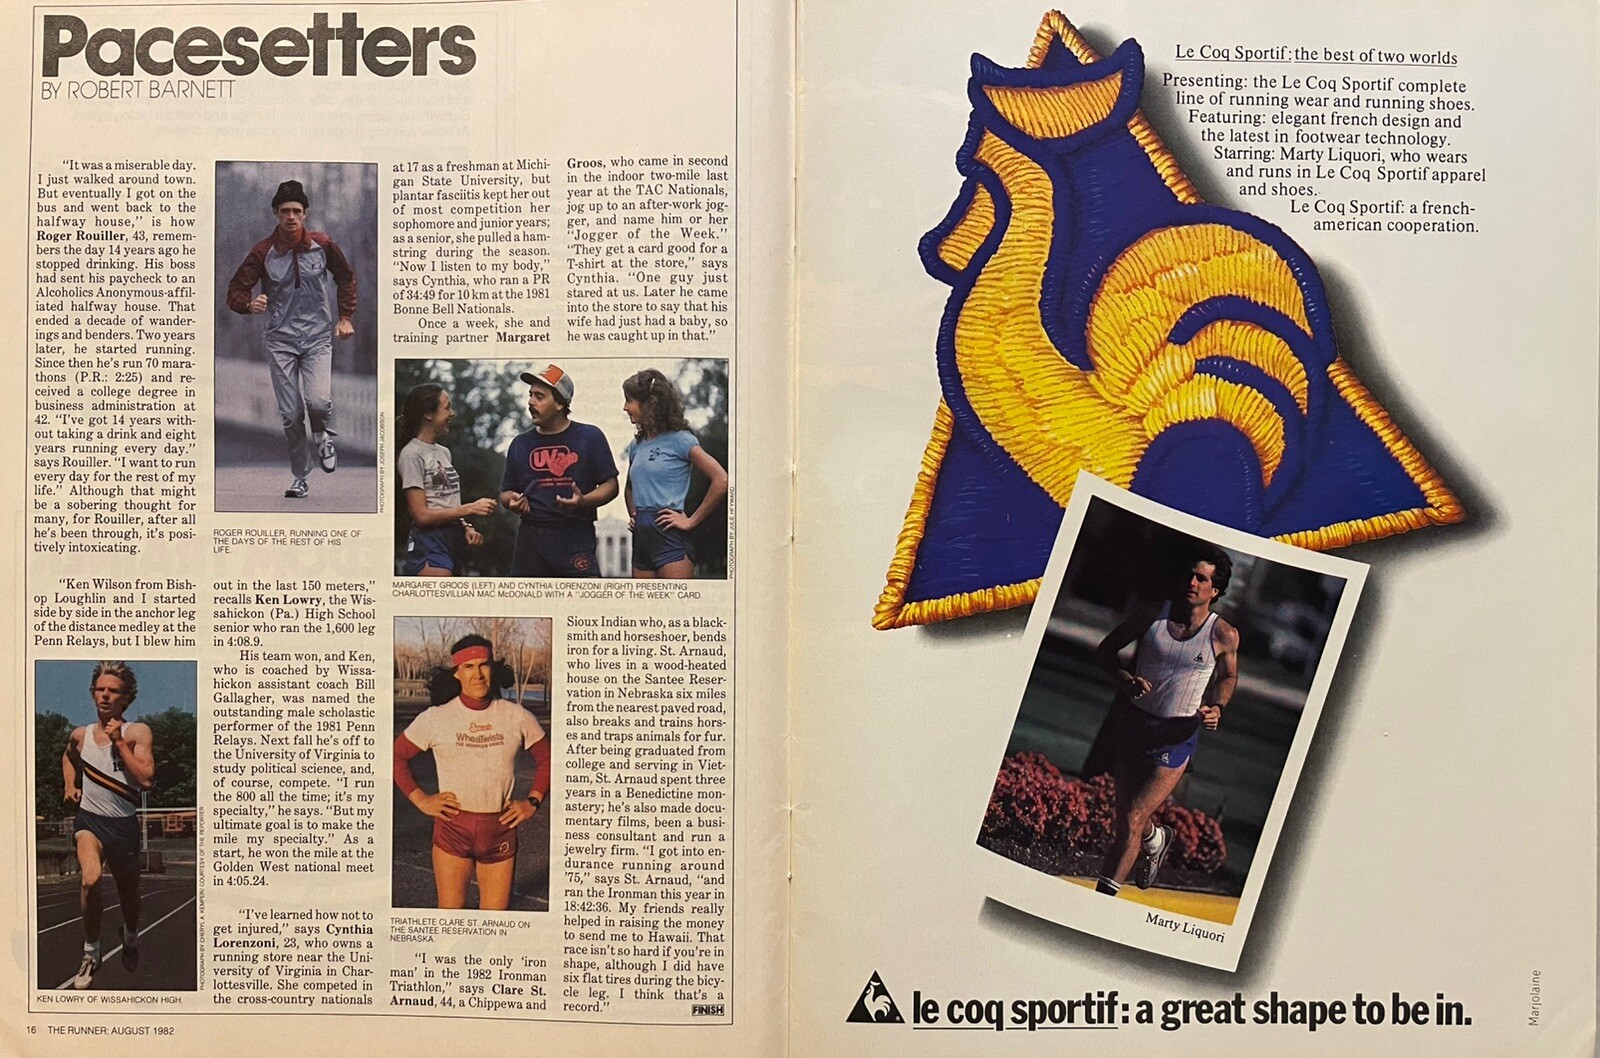 Pacesetters
BY ROBERT BARNETT
"It was a miserable day.
I just walked around town.
But eventually I got on the
bus and went back to the
halfway house," is how
Roger Rouiller, 43, remem-
bers the day 14 years ago he
stopped drinking. His boss
had sent his paycheck to an
Alcoholics Anonymous-affil-
iated halfway house. That
ended a decade of wander-
ings and benders. Two years
later, he started running.
Since then he's run 70 mara-
thons (P.R.: 2:25) and re-
ceived a college degree in
business administration at
42. "I've got 14 years with-
out taking a drink and eight
years running every day."
says Rouiller. "I want to run
every day for the rest of my
life." Although that might
be a sobering thought for
many, for Rouiller, after all
he's been through, it's posi-
tively intoxicating.
PHOTOGRAPH BY JOSEPH JACOBSON
ROGER ROUILLER, RUNNING ONE OF
THE DAYS OF THE REST OF HIS
LIFE.
"Ken Wilson from Bish-
op Loughlin and I started
side by side in the anchor leg
of the distance medley at the
Penn Relays, but I blew him
PHOTOGRAPH BY CHERYL A. KEMPER/ COURTESY OF THE REPORTER
KEN LOWRY OF WISSAHICKON HIGH.
out in the last 150 meters,"
recalls Ken Lowry, the Wis-
sahickon (Pa.) High School
senior who ran the 1,600 leg
in 4:08.9.
His team won, and Ken,
who is coached by Wissa-
hickon assistant coach Bill
Gallagher, was named the
outstanding male scholastic
performer of the 1981 Penn
Relays. Next fall he's off to
the University of Virginia to
study political science, and,
of course, compete. "I run
the 800 all the time; it's my
specialty," he says. "But my
ultimate goal is to make the
mile my specialty." As a
start, he won the mile at the
Golden West national meet
in 4:05.24.
"I've learned how not to
get injured," says Cynthia
Lorenzoni, 23, who owns a
running store near the Uni-
versity of Virginia in Char-
lottesville. She competed in
the cross-country nationals
at 17 as a freshman at Michi-
gan State University, but
plantar fasciitis kept her out
of most competition her
sophomore and junior years;
as a senior, she pulled a ham-
string during the season.
"Now I listen to my body,"
says Cynthia, who ran a PR
of 34:49 for 10 km at the 1981
Bonne Bell Nationals.
Once a week, she and
training partner Margaret
Groos, who came in second
in the indoor two-mile last
year at the TAC Nationals,
jog up to an after-work jog-
ger, and name him or her
"Jogger of the Week."
"They get a card good for a
T-shirt at the store," says
Cynthia. "One guy just
stared at us. Later he came
into the store to say that his
wife had just had a baby, so
he was caught up in that."
UVa
PHOTOGRAPH BY JULIE HEYWARD
MARGARET GROOS (LEFT) AND CYNTHIA LORENZONI (RIGHT) PRESENTING
CHARLOTTESVILLIAN MAC McDONALD WITH A "JOGGER OF THE WEEK" CARD.
WheaTwists
TRIATHLETE CLARE ST. ARNAUD ON
THE SANTEE RESERVATION IN
NEBRASKA.
"I was the only 'iron
man' in the 1982 Ironman
Triathlon," says Clare St.
Arnaud, 44, a Chippewa and
Sioux Indian who, as a black-
smith and horseshoer, bends
iron for a living. St. Arnaud,
who lives in a wood-heated
house on the Santee Reser-
vation in Nebraska six miles
from the nearest paved road,
also breaks and trains hors-
es and traps animals for fur.
After being graduated from
college and serving in Viet-
nam, St. Arnaud spent three
years in a Benedictine mon-
astery; he's also made docu-
mentary films, been a busi-
ness consultant and run a
jewelry firm. "I got into en-
durance running around
'75," says St. Arnaud, "and
ran the Ironman this year in
18:42:36. My friends really
helped in raising the money
to send me to Hawaii. That
race isn't so hard if you're in
shape, although I did have
six flat tires during the bicy-
cle leg. I think that's a
record."
FINISH
16 THE RUNNER: AUGUST 1982
Le Coq Sportif: the best of two worlds
Presenting: the Le Coq Sportif complete
line of running wear and running shoes.
Featuring: elegant french design and
the latest in footwear technology.
Starring: Marty Liquori, who wears
and runs in Le Coq Sportif apparel
and shoes.
Le Coq Sportif: a french-
american cooperation.
Marty Liquori
le coq sportif: a great shape to be in.
Marjolaine